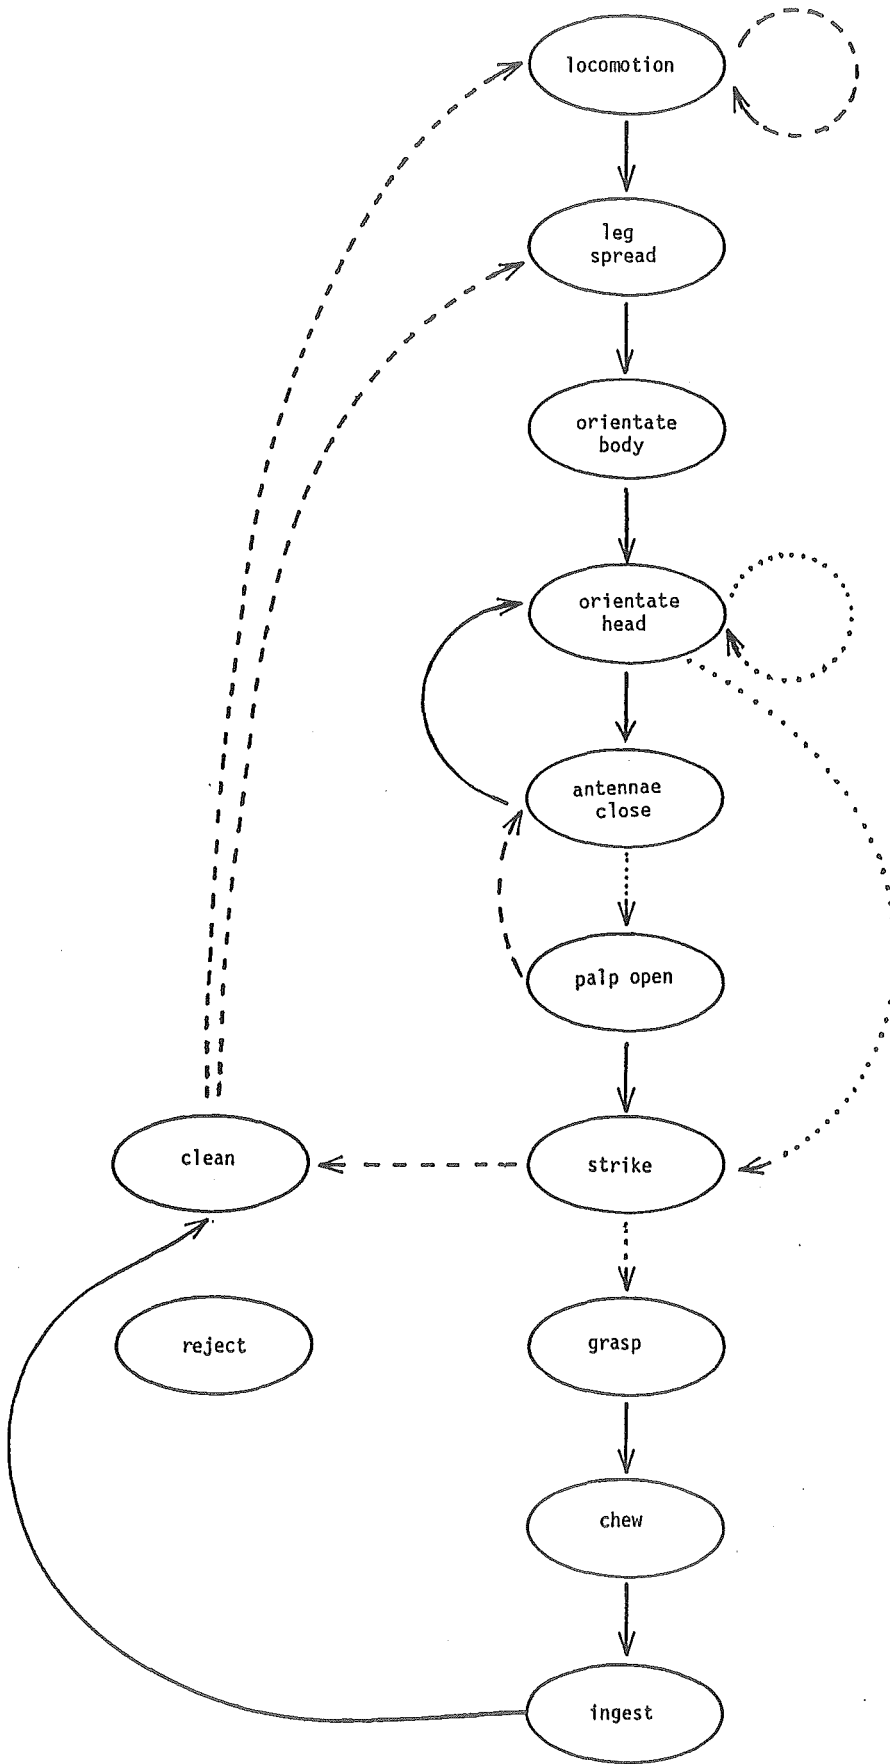 locomotion
leg
spread
orientate
body
orientate
head
antennae
close
palp open
clean
strike
reject
grasp
chew
ingest